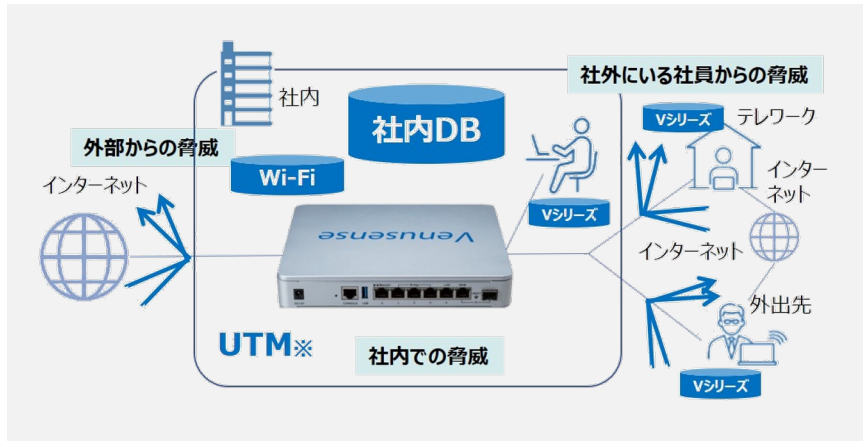 社内
社外にいる社員からの脅威
社内DB
Vシリーズ
テレワーク
外部からの脅威
Wi-Fi
インターネット
インター
ネット
Vシリーズ
Venusense
インターネット
外出先
UTM※
社内での脅威
Vシリーズ